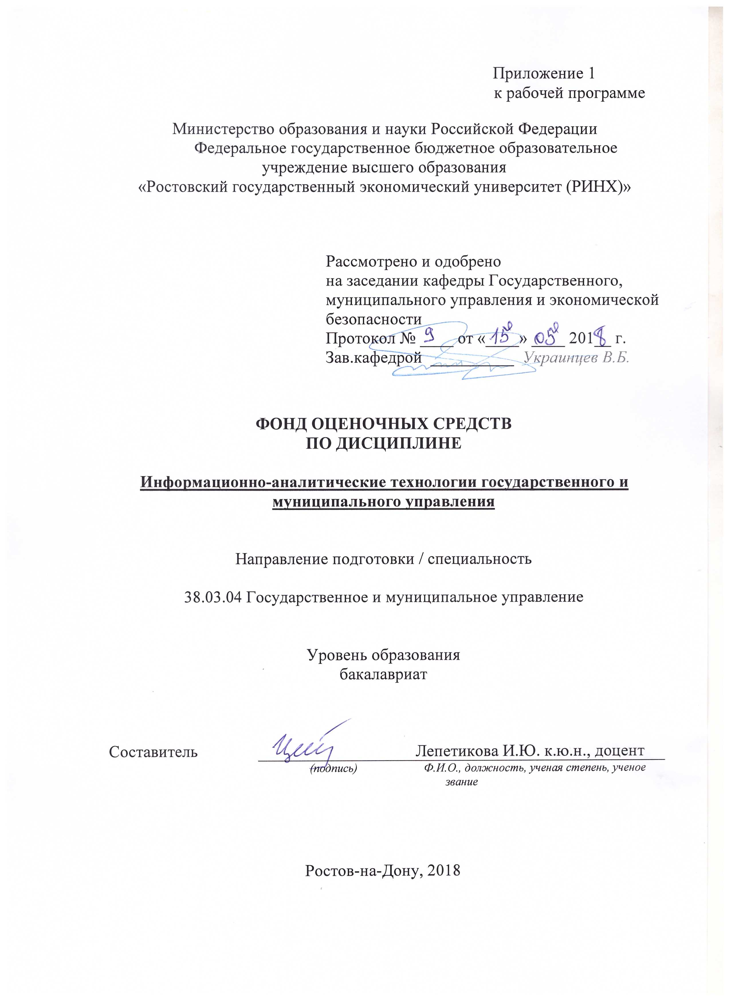 Приложение 1
к рабочей программе
Министерство образования и науки Российской Федерации
Федеральное государственное бюджетное образовательное
учреждение высшего образования
«Ростовский государственный экономический университет (РИНХ)»
Рассмотрено и одобрено
на заседании кафедры Государственного,
муниципального управления и экономической
безопасности
Протокол № 9 от «15» 05 2018 г.
Зав.кафедрой Украинцев В.Б.
ФОНД ОЦЕНОЧНЫХ СРЕДСТВ
ПО ДИСЦИПЛИНЕ
Информационно-аналитические технологии государственного и
муниципального управления
Направление подготовки / специальность
38.03.04 Государственное и муниципальное управление
Уровень образования
бакалавриат
Составитель Лепетикова И.Ю. к.ю.н., доцент
(подпись) Ф.И.О., должность, ученая степень, ученое
звание
Ростов-на-Дону, 2018